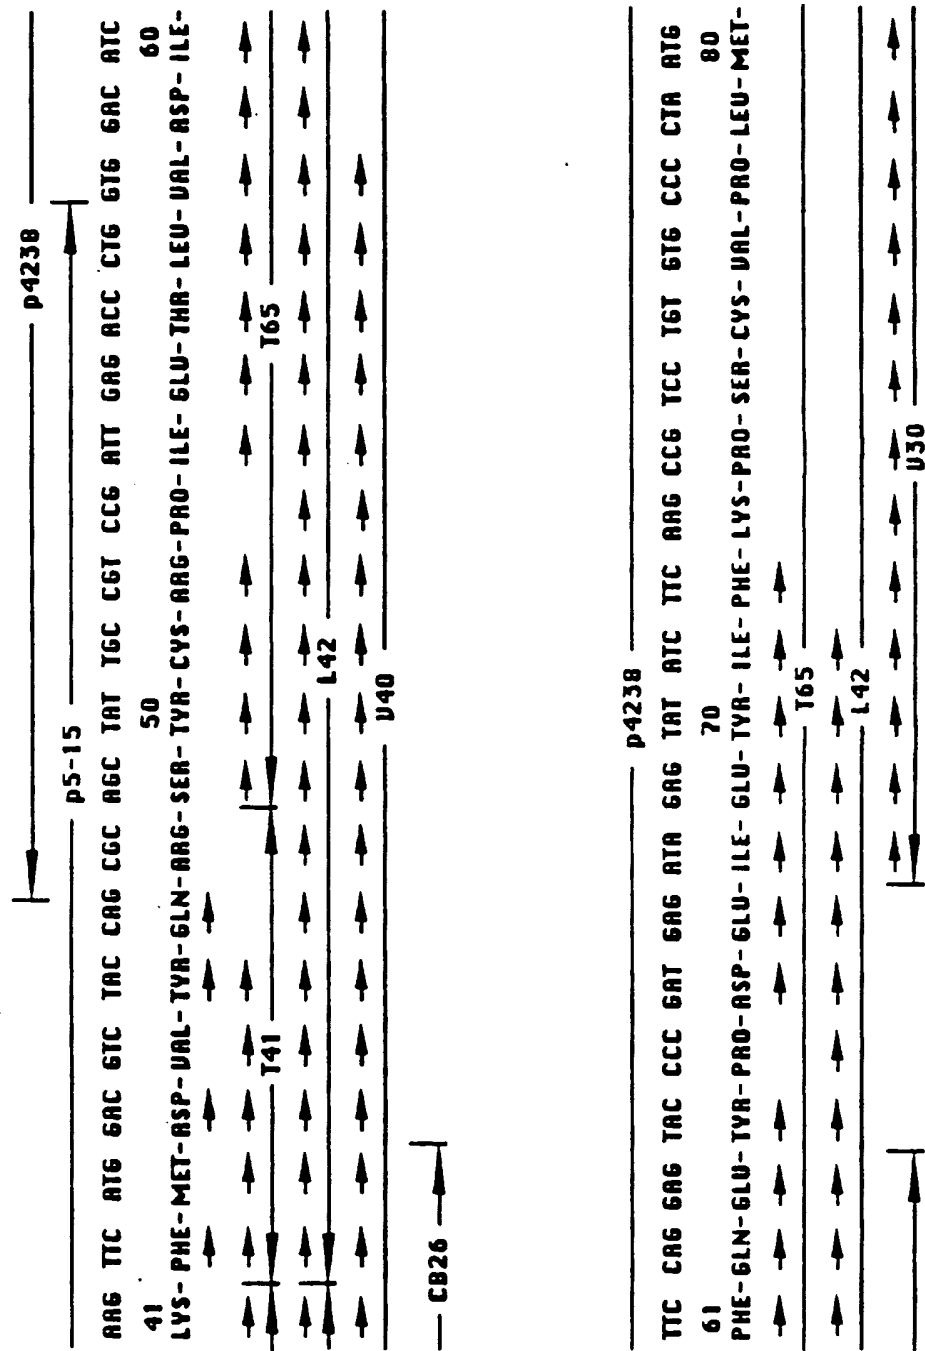 p4238
p5-15
AAG TTC ATG GAC GTC TAC CAG CGC AGC TAT TGC CGT CCG ATT GAG ACC CTG GTG GAC ATC
41 50 60
LYS-PHE-MET-ASP-VAL-TYR-GLN-ARG-SER-TYR-CYS-ARG-PRO-ILE-GLU-THR-LEU-VAL-ASP-ILE-
T41 T65
L42
V40
CB26
p4238
TTC CAG GAG TAC CCC GAT GAG ATA GAG TAT ATC TTC AAG CCG TCC TGT GTG CCC CTA ATG
61 70 80
PHE-GLN-GLU-TYR-PRO-ASP-GLU-ILE-GLU-TYR-ILE-PHE-LYS-PRO-SER-CYS-VAL-PRO-LEU-MET-
T65
L42
V30